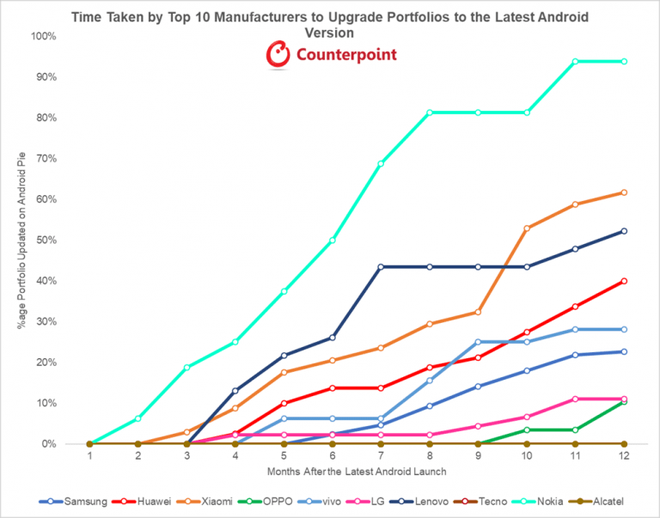 Time Taken by Top 10 Manufacturers to Upgrade Portfolios to the Latest Android
Version
Counterpoint
100%
90%
80%
70%
60%
50%
40%
30%
20%
10%
0%
%age Portfolio Updated on Android Pie
1 2 3 4 5 6 7 8 9 10 11 12
Months After the Latest Android Launch
Samsung Huawei Xiaomi OPPO vivo LG Lenovo Tecno Nokia Alcatel